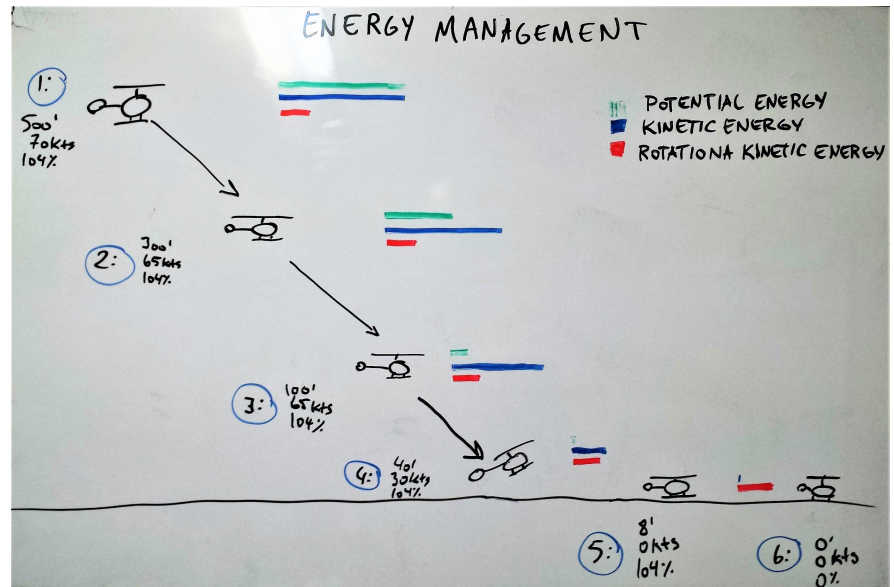 ENERGY MANAGEMENT
1:
500'
70kts
104%
POTENTIAL ENERGY
KINETIC ENERGY
ROTATIONA KINETIC ENERGY
2:
300'
65kts
104%
3:
100'
65kts
104%
4:
40'
30kts
104%
5:
8'
0kts
104%
6:
0'
0kts
0%